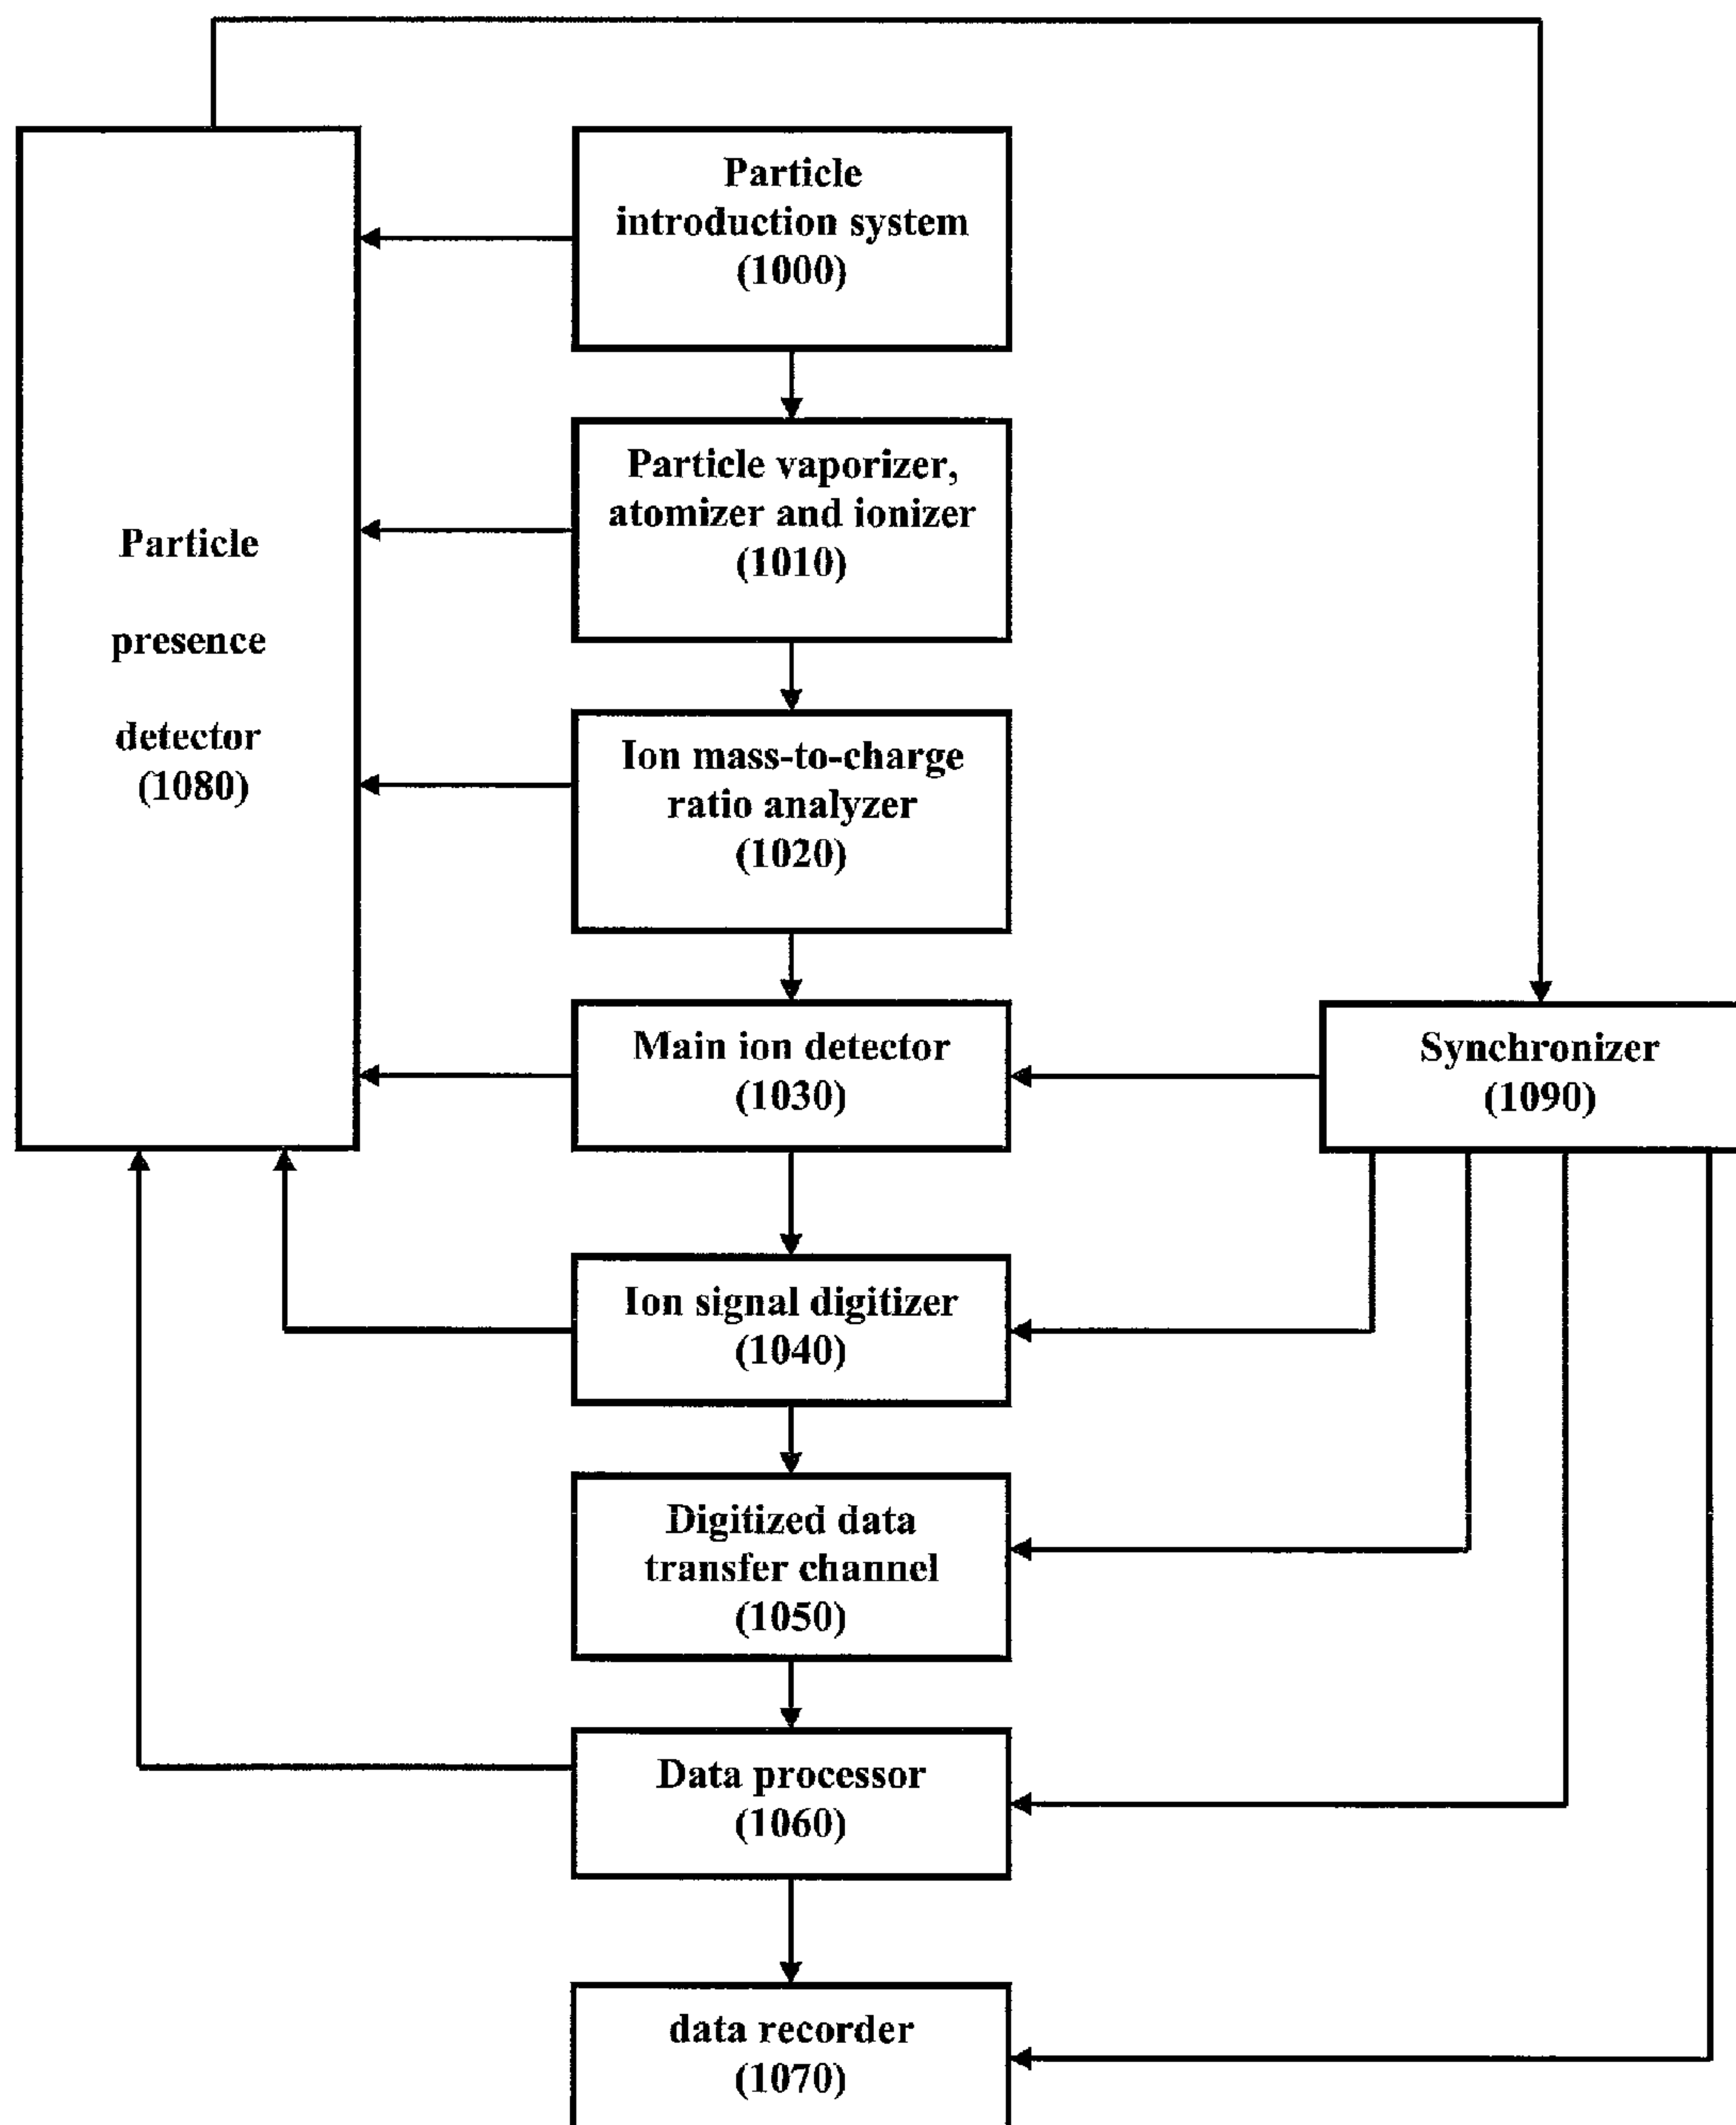 Particle
introduction system
(1000)
Particle vaporizer,
atomizer and ionizer
(1010)
Particle
presence
detector
(1080)
Ion mass-to-charge
ratio analyzer
(1020)
Main ion detector
(1030)
Synchronizer
(1090)
Ion signal digitizer
(1040)
Digitized data
transfer channel
(1050)
Data processor
(1060)
data recorder
(1070)